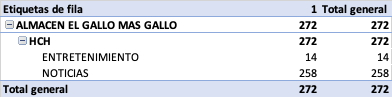 Etiquetas de fila 1 Total general
ALMACEN EL GALLO MAS GALLO 272 272
HCH 272 272
ENTRETENIMIENTO 14 14
NOTICIAS 258 258
Total general 272 272